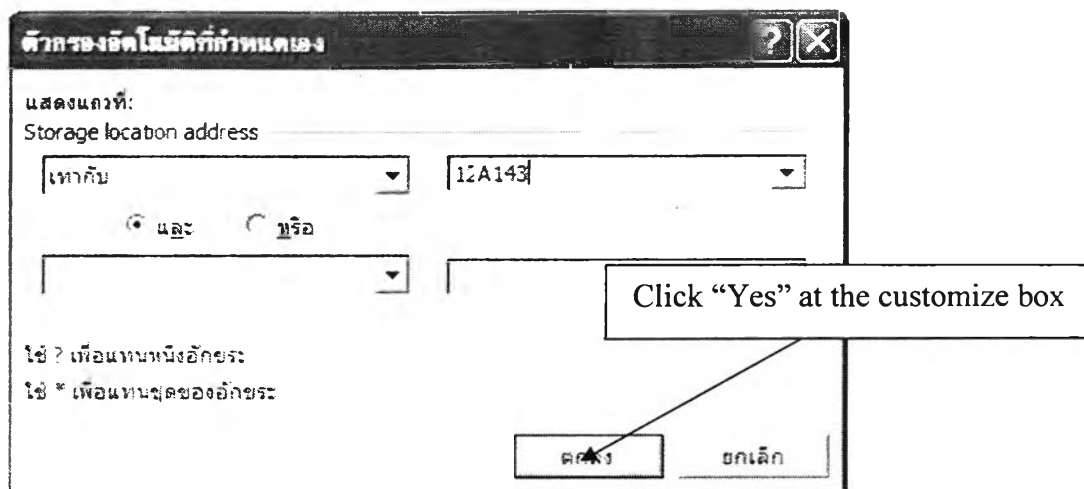 ตัวกรองอัตโนมัติที่กำหนดเอง
แสดงแถวที่:
Storage location address
เท่ากับ 12A143
และ หรือ
Click “Yes” at the customize box
ใช้ ? เพื่อแทนหนึ่งอักขระ
ใช้ * เพื่อแทนชุดของอักขระ
ตกลง ยกเลิก